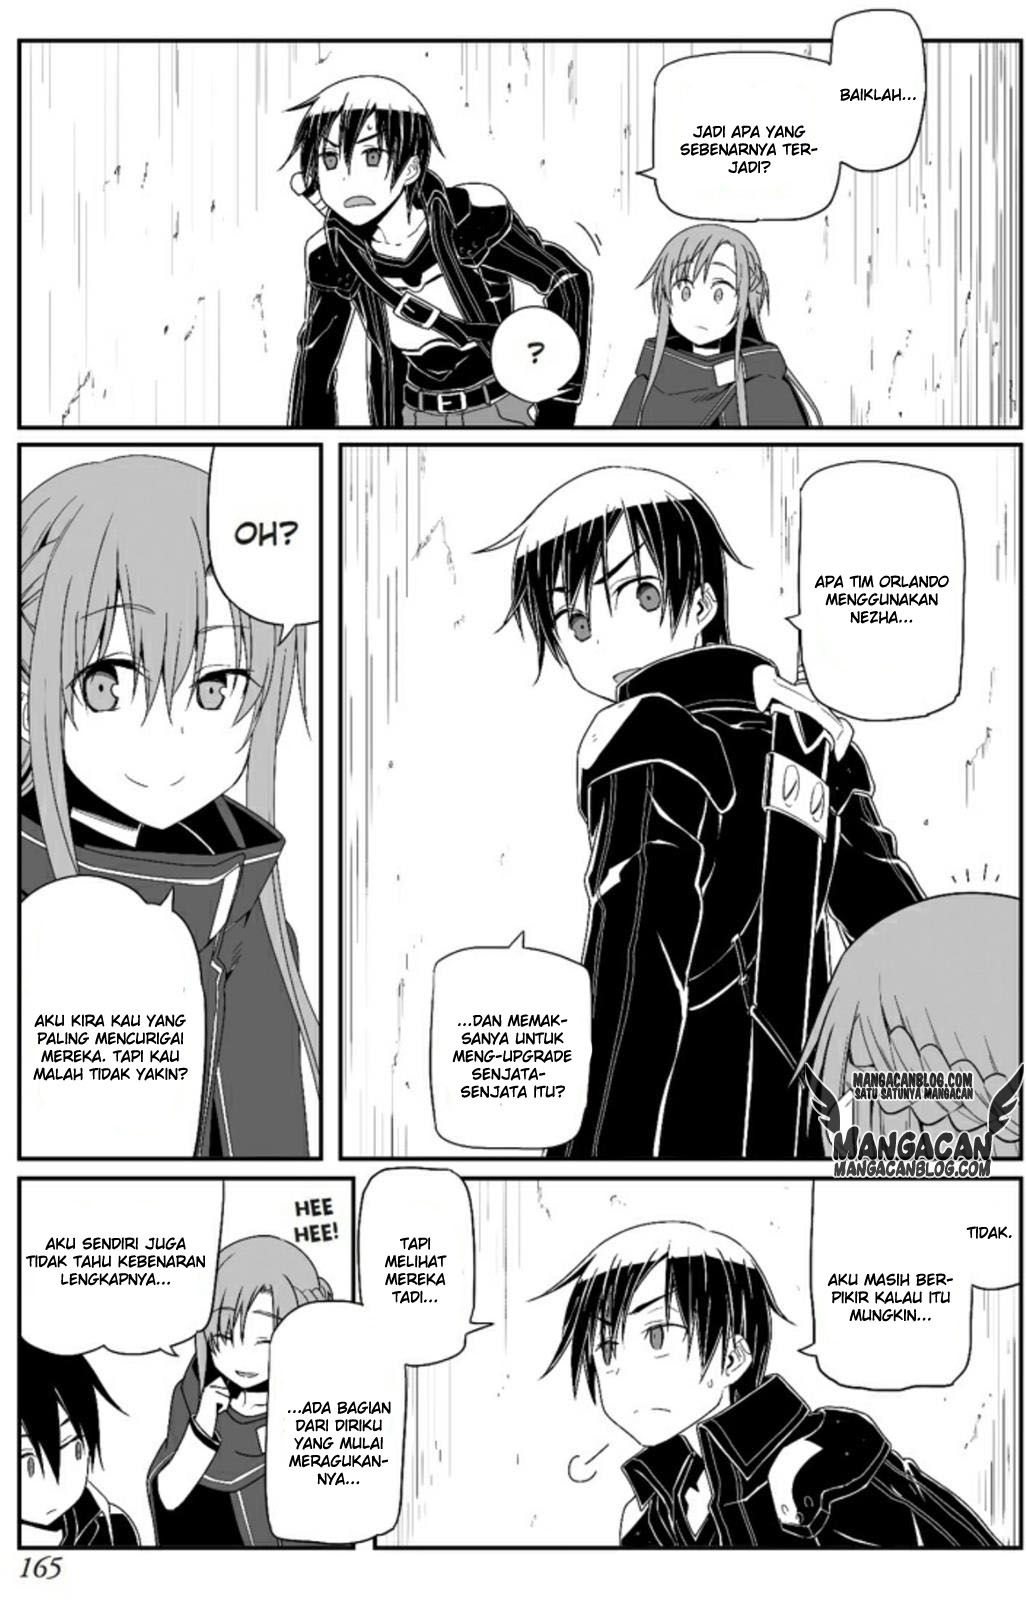 BAIKLAH...
JADI APA YANG
SEBENARNYA TER-
JADI?
?
APA TIM ORLANDO
MENGGUNAKAN
NEZHA...
...DAN MEMAK-
SANYA UNTUK
MENG-UPGRADE
SENJATA-
SENJATA ITU?
OH?
AKU KIRA KAU YANG
PALING MENCURIGAI
MEREKA. TAPI KAU
MALAH TIDAK YAKIN?
MANGACANBLOG.COM
SATU SATUNYA MANGACAN
MANGACAN
MANGACANBLOG.COM
TIDAK.
AKU MASIH BER-
PIKIR KALAU ITU
MUNGKIN...
TAPI
MELIHAT
MEREKA
TADI...
...ADA BAGIAN
DARI DIRIKU
YANG MULAI
MERAGUKAN-
NYA...
HEE
HEE!
AKU SENDIRI JUGA
TIDAK TAHU KEBENARAN
LENGKAPNYA...
165